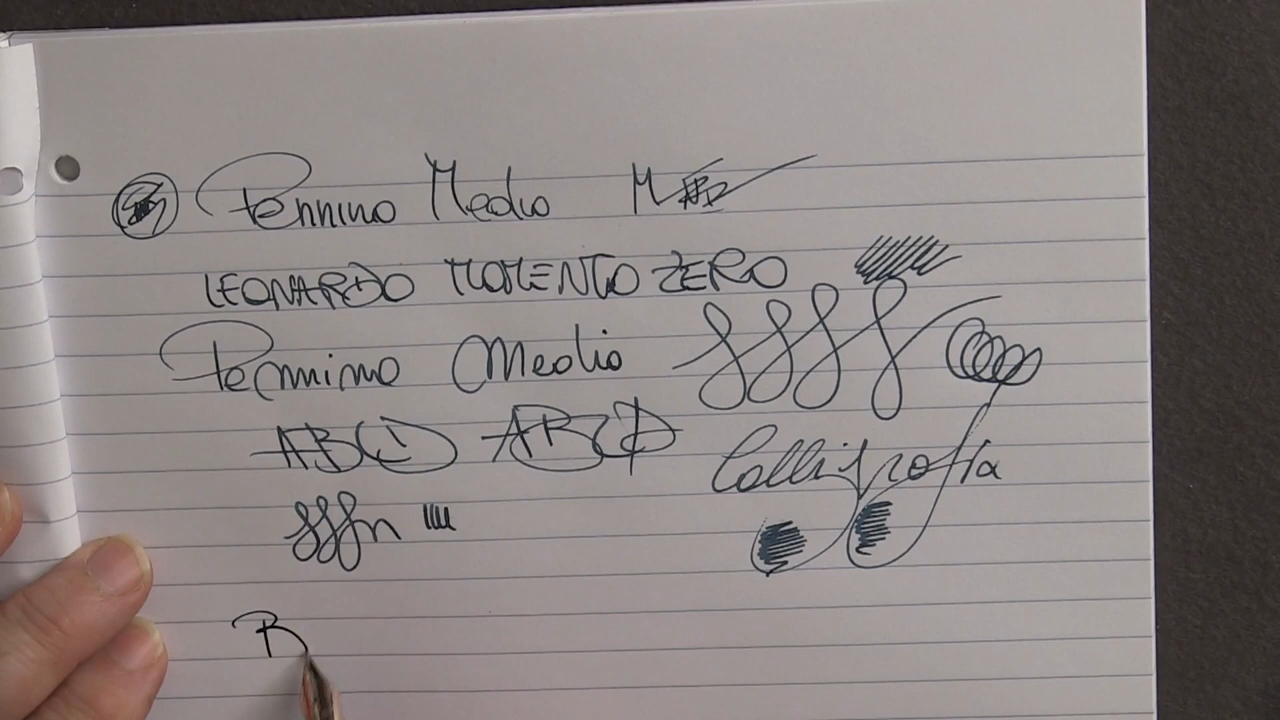 Pennino Medio M
LEONARDO MOMENTO ZERO
Pennino Medio
ABCD ABCD
Calligrafia